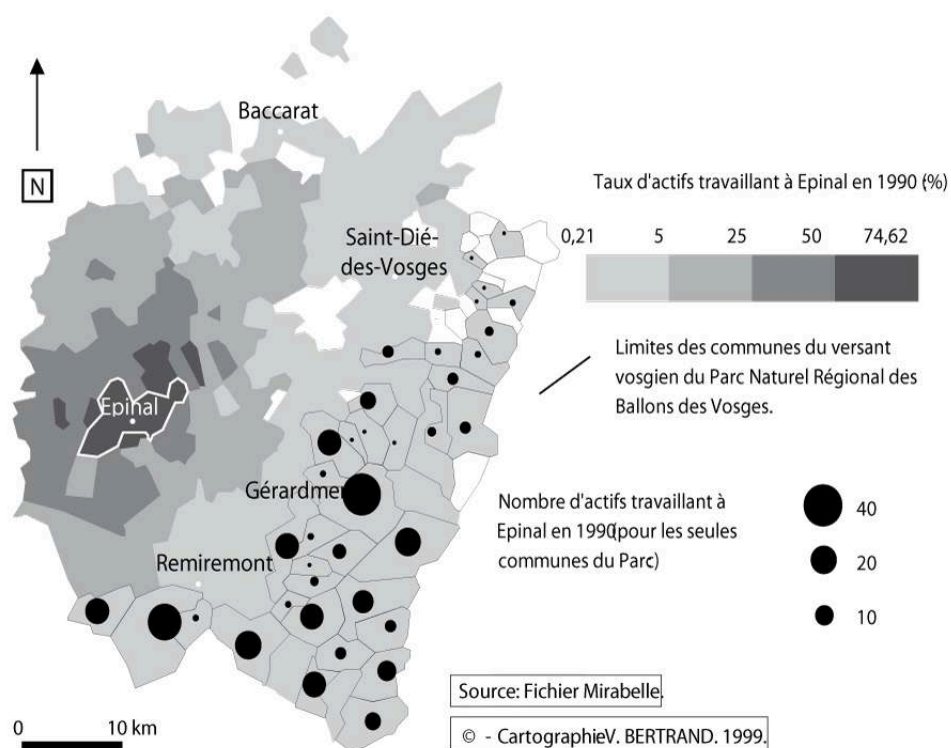 Baccarat
N
Saint-Dié-
des-Vosges
Epinal
Gérardmer
Remiremont
0 10 km
Taux d'actifs travaillant à Epinal en 1990 (%)
0,21 5 25 50 74,62
Limites des communes du versant
vosgien du Parc Naturel Régional des
Ballons des Vosges.
Nombre d'actifs travaillant à
Epinal en 1990(pour les seules
communes du Parc)
40
20
10
Source: Fichier Mirabelle.
© - CartographieV. BERTRAND. 1999.